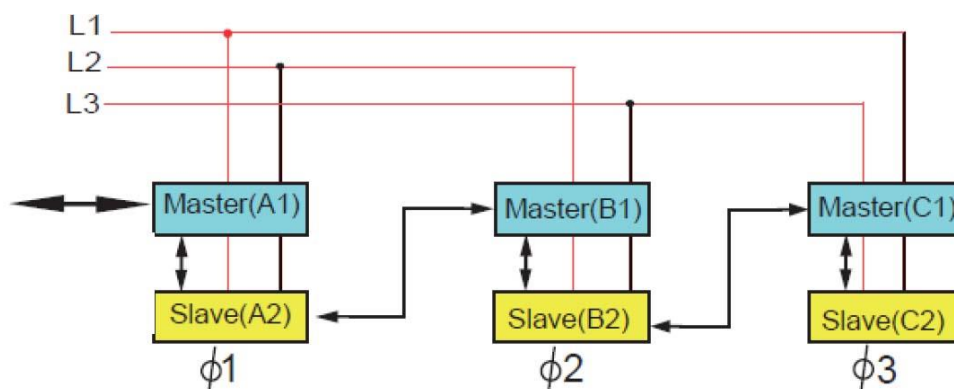 L1
L2
L3
Master(A1) Master(B1) Master(C1)
Slave(A2) Slave(B2) Slave(C2)
ϕ1 ϕ2 ϕ3